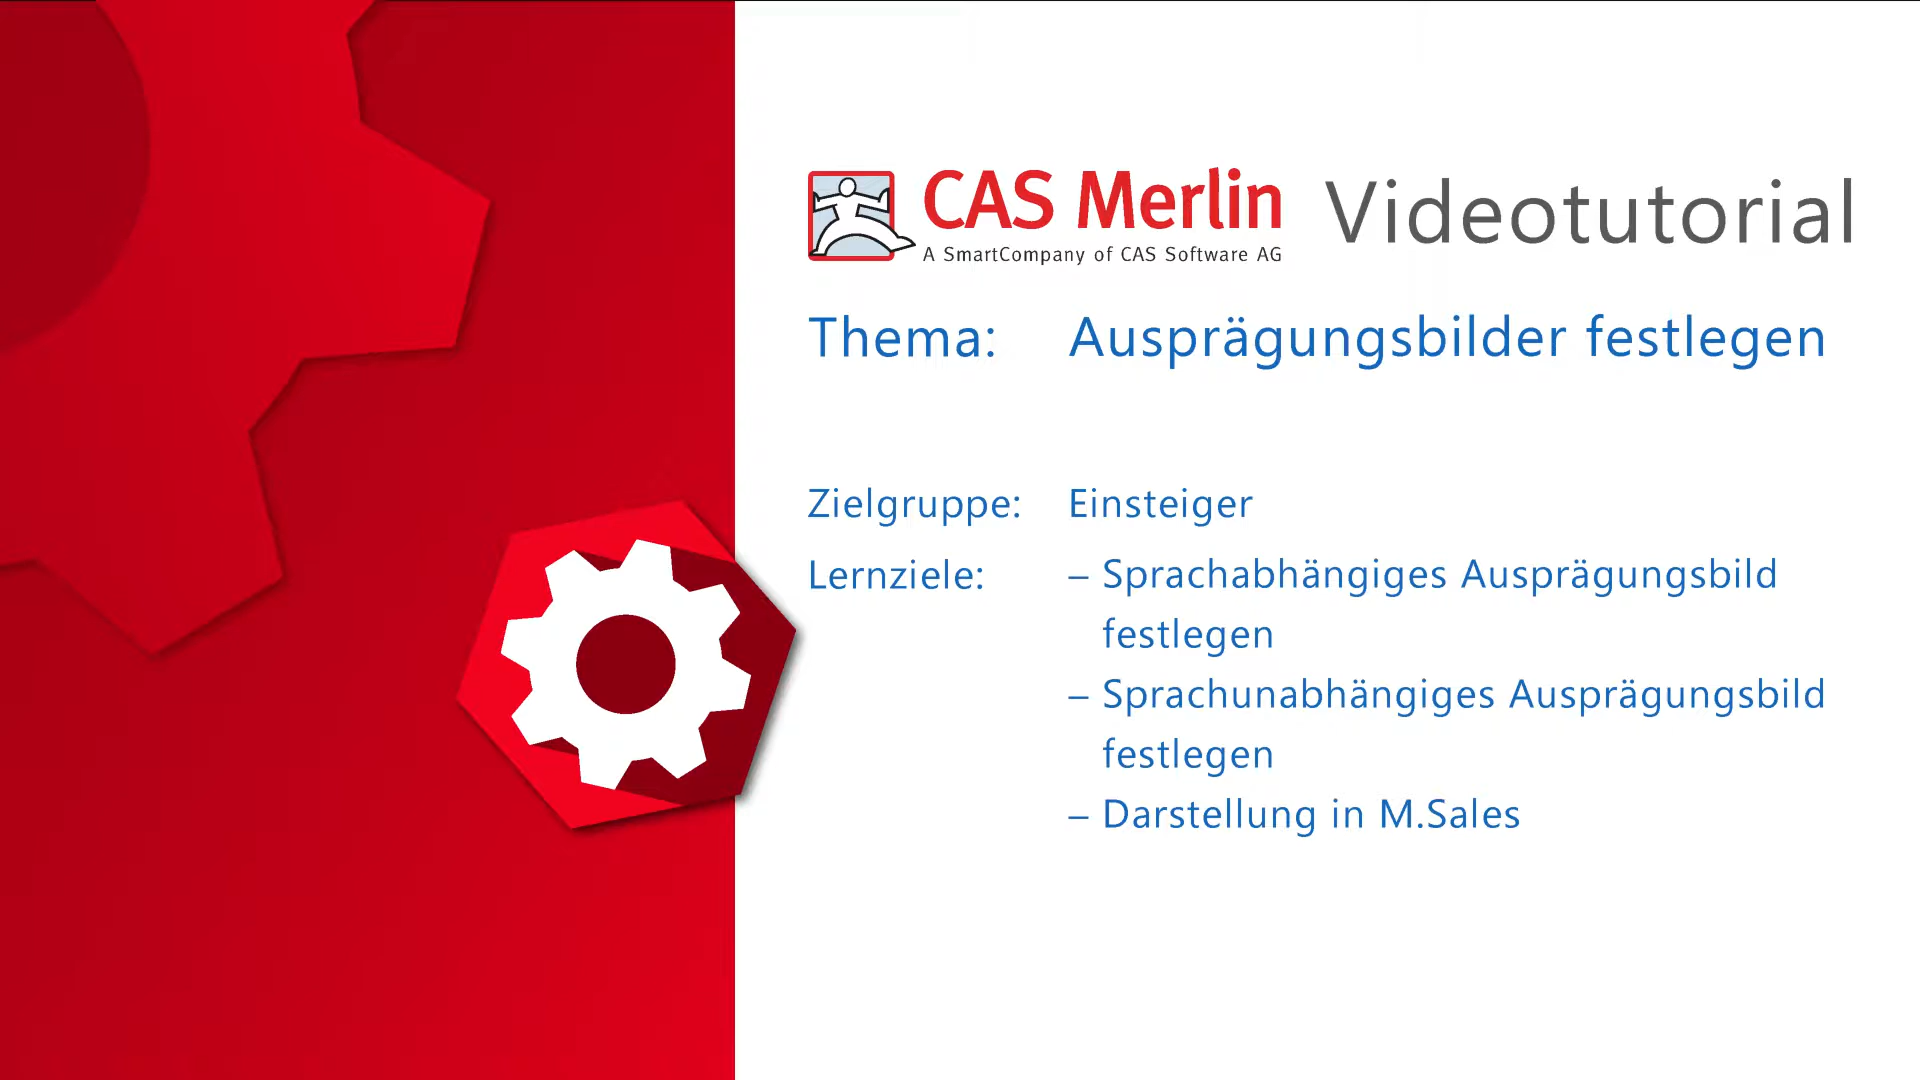 CAS Merlin Videotutorial
A SmartCompany of CAS Software AG
Thema: Ausprägungsbilder festlegen
Zielgruppe: Einsteiger
Lernziele: – Sprachabhängiges Ausprägungsbild
festlegen
– Sprachunabhängiges Ausprägungsbild
festlegen
– Darstellung in M.Sales